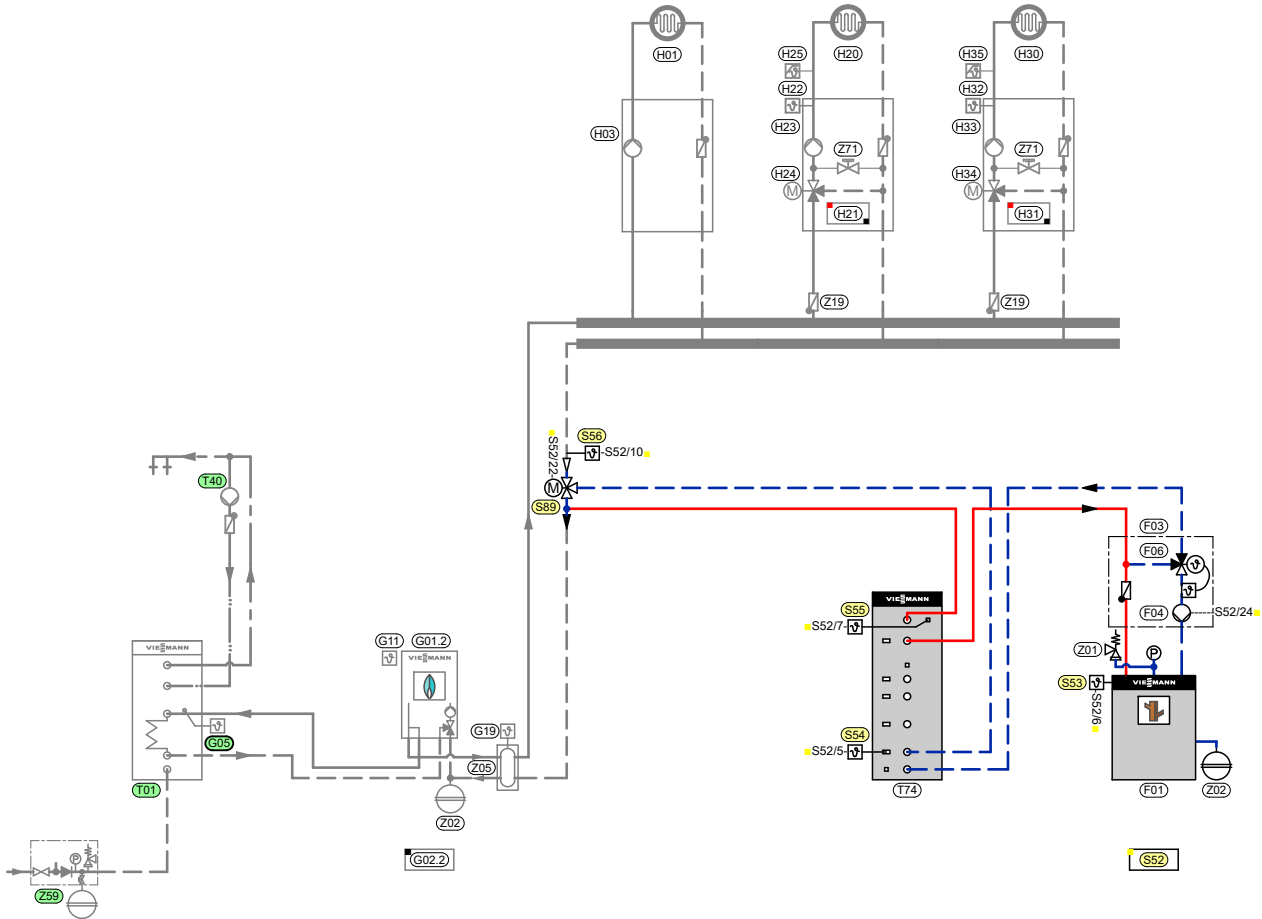 H01
H25
H20
H35
H30
H22
H32
H03
H23
H33
Z71
Z71
H24
M
H34
M
H21
H31
Z19
Z19
S52/22
S56
S52/10
M
S89
T40
F03
F06
F04
S52/24
VIESMANN
S55
S52/7
G11
G01.2
VIESMANN
VIESMANN
Z01
P
S53
VIESMANN
S52/6
G19
G05
S54
S52/5
Z05
T01
T74
F01
Z02
Z02
G02.2
P
S52
Z59